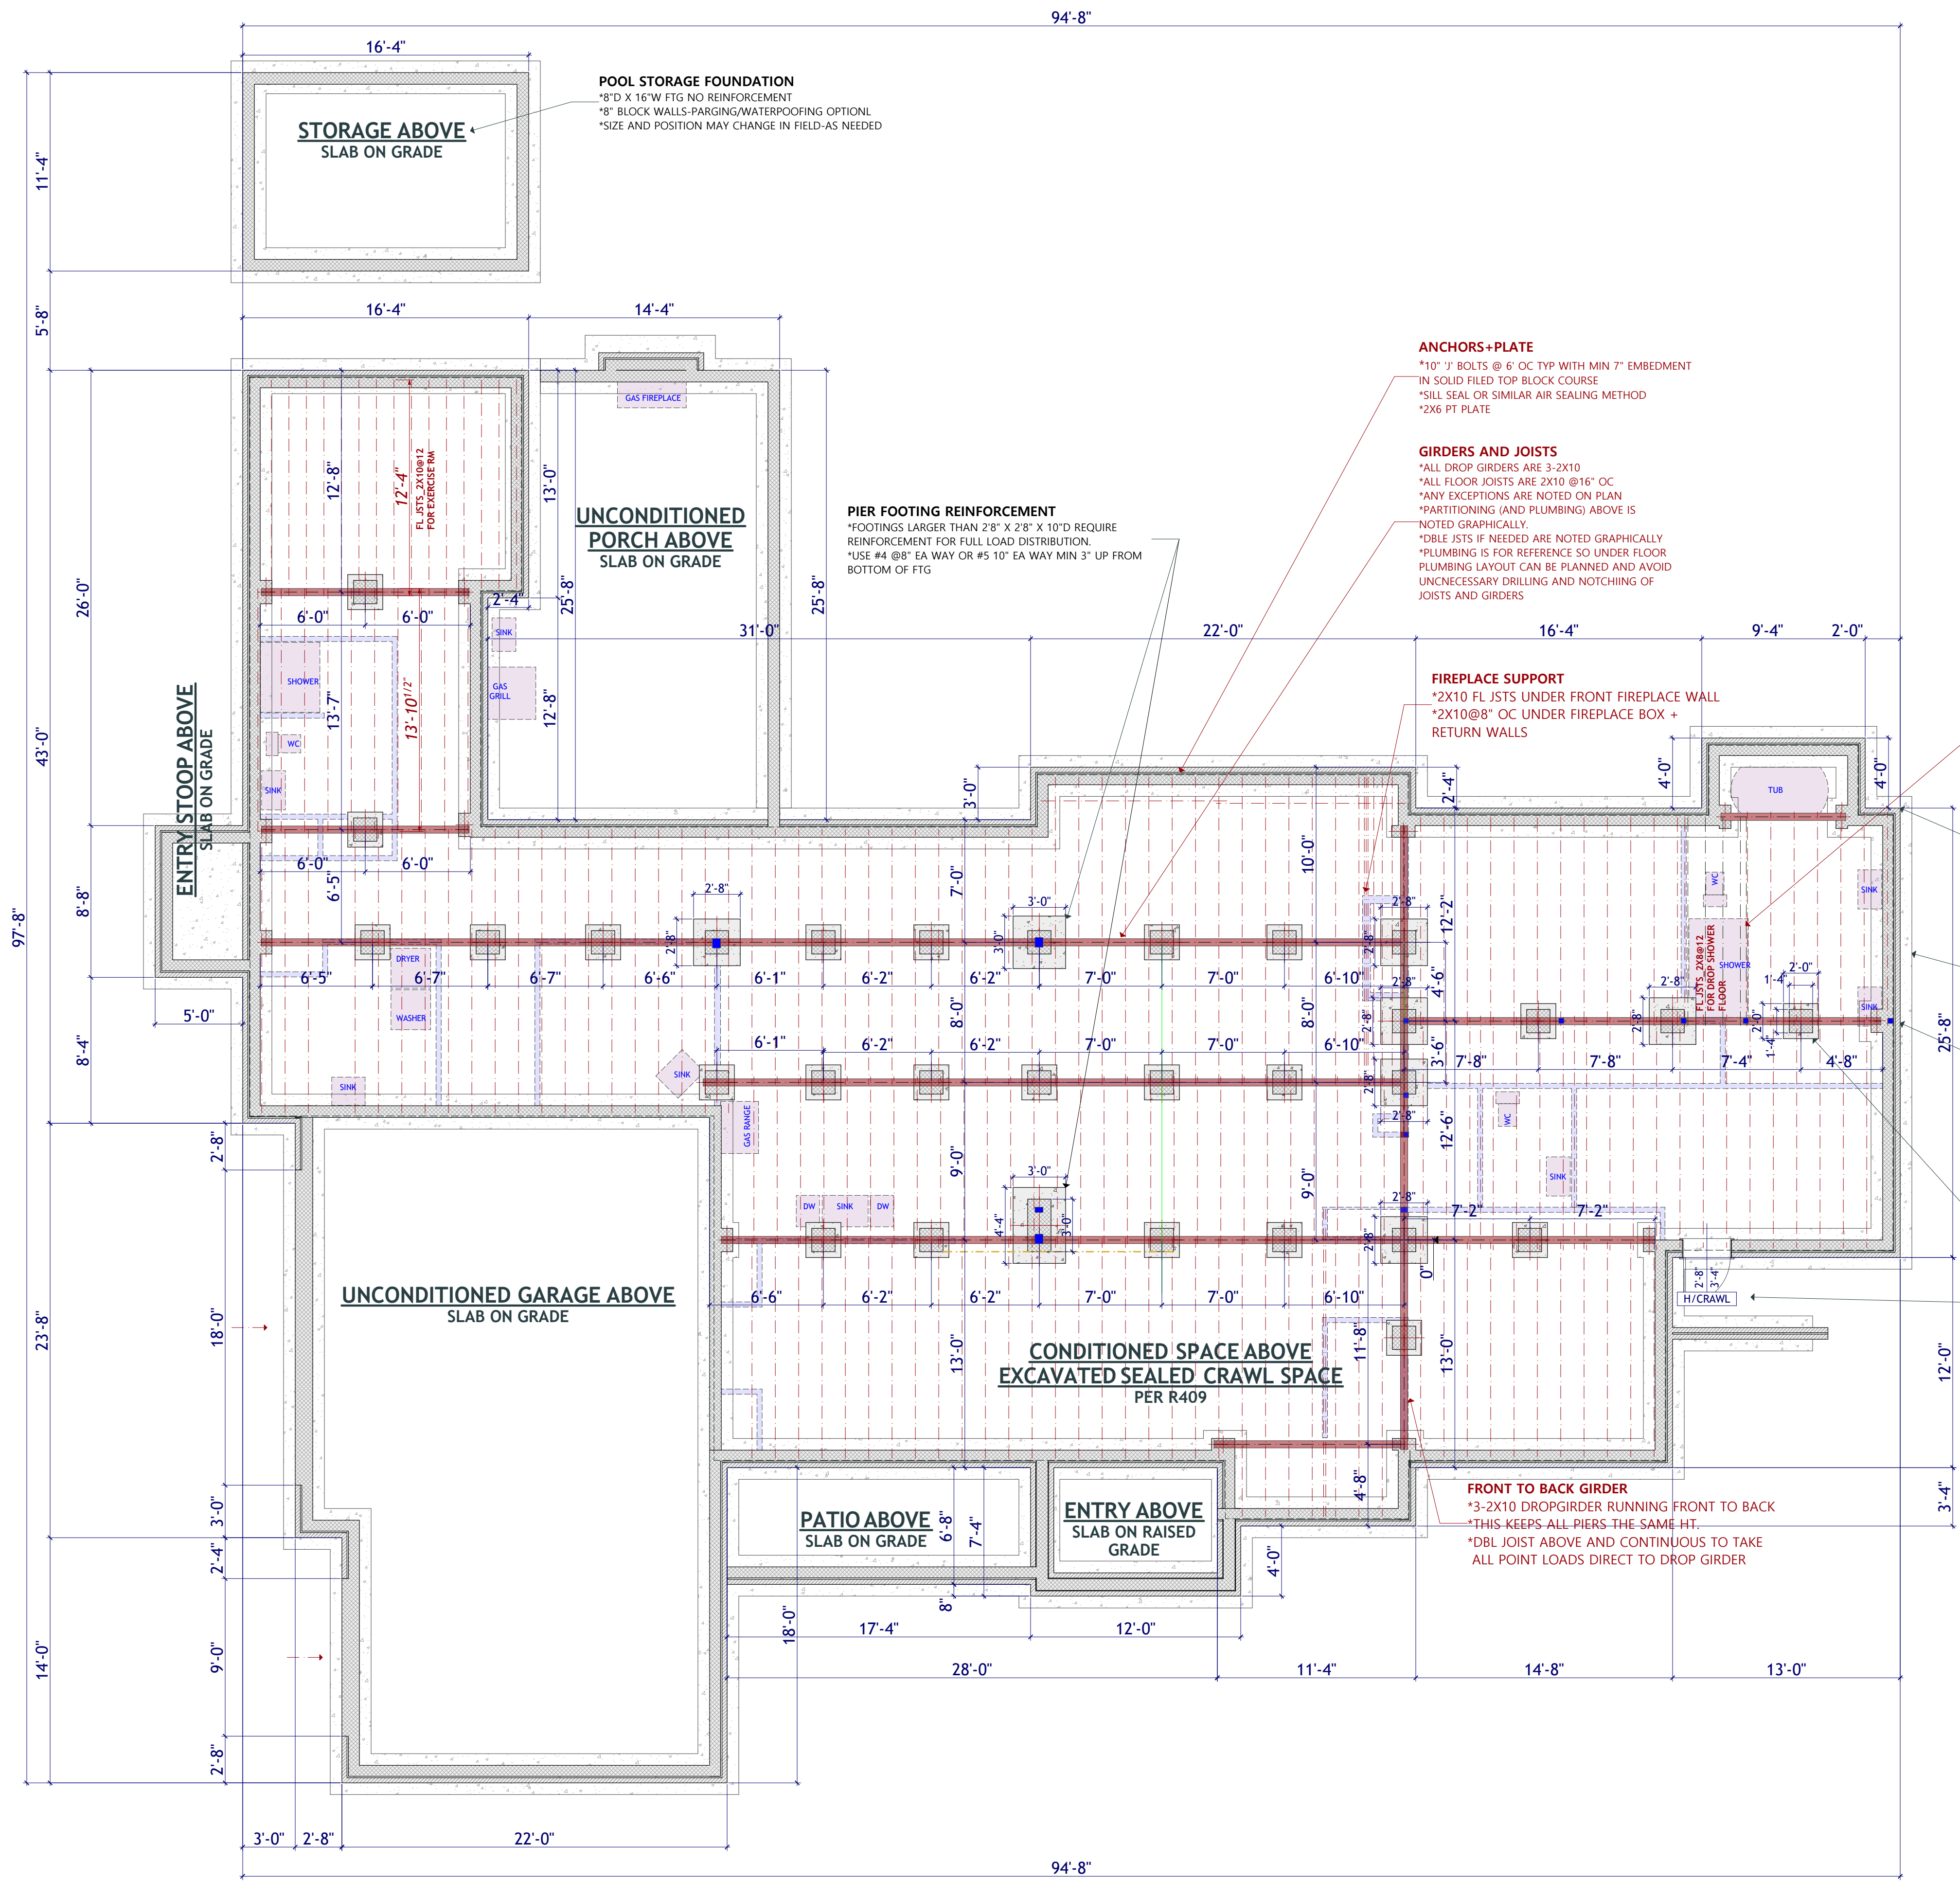 94'-8"
16'-4"
POOL STORAGE FOUNDATION
*8"D X 16"W FTG NO REINFORCEMENT
*8" BLOCK WALLS-PARGING/WATERPOOFING OPTIONL
*SIZE AND POSITION MAY CHANGE IN FIELD-AS NEEDED
STORAGE ABOVE
SLAB ON GRADE
11'-4"
5'-8"
16'-4"
14'-4"
GAS FIREPLACE
ANCHORS+PLATE
*10" 'J' BOLTS @ 6' OC TYP WITH MIN 7" EMBEDMENT
IN SOLID FILED TOP BLOCK COURSE
*SILL SEAL OR SIMILAR AIR SEALING METHOD
*2X6 PT PLATE
GIRDERS AND JOISTS
*ALL DROP GIRDERS ARE 3-2X10
*ALL FLOOR JOISTS ARE 2X10 @16" OC
*ANY EXCEPTIONS ARE NOTED ON PLAN
*PARTITIONING (AND PLUMBING) ABOVE IS
NOTED GRAPHICALLY.
*DBLE JSTS IF NEEDED ARE NOTED GRAPHICALLY
*PLUMBING IS FOR REFERENCE SO UNDER FLOOR
PLUMBING LAYOUT CAN BE PLANNED AND AVOID
UNCNECESSARY DRILLING AND NOTCHIING OF
JOISTS AND GIRDERS
PIER FOOTING REINFORCEMENT
*FOOTINGS LARGER THAN 2'8" X 2'8" X 10"D REQUIRE
REINFORCEMENT FOR FULL LOAD DISTRIBUTION.
*USE #4 @8" EA WAY OR #5 10" EA WAY MIN 3" UP FROM
BOTTOM OF FTG
12'-8"
12'-4"
FL JSTS_2X10@12
FOR EXERCISE RM
13'-0"
UNCONDITIONED
PORCH ABOVE
SLAB ON GRADE
26'-0"
25'-8"
25'-8"
2'-4"
6'-0"
6'-0"
SINK
31'-0"
22'-0"
16'-4"
9'-4"
2'-0"
SHOWER
GAS
GRILL
13'-7"
13'-10 1/2"
12'-8"
FIREPLACE SUPPORT
*2X10 FL JSTS UNDER FRONT FIREPLACE WALL
*2X10@8" OC UNDER FIREPLACE BOX +
RETURN WALLS
ENTRY STOOP ABOVE
SLAB ON GRADE
43'-0"
WC
SINK
3'-0"
2'-4"
4'-0"
TUB
4'-0"
6'-0"
6'-0"
6'-5"
8'-8"
97'-8"
2'-8"
2'-8"
7'-0"
3'-0"
3'-0"
10'-0"
2'-8"
2'-8"
12'-2"
WC
SINK
DRYER
WASHER
6'-5"
6'-7"
6'-7"
6'-6"
6'-1"
6'-2"
6'-2"
7'-0"
7'-0"
6'-10"
4'-6"
2'-8"
2'-8"
2'-8"
2'-8"
FL JSTS_2X8@12
FOR DROP SHOWER
FLOOR
SHOWER
2'-0"
1'-4"
2'-0"
1'-4"
SINK
25'-8"
5'-0"
8'-4"
8'-0"
8'-0"
6'-1"
6'-2"
6'-2"
7'-0"
7'-0"
6'-10"
3'-6"
7'-8"
7'-8"
7'-4"
4'-8"
SINK
SINK
2'-8"
2'-8"
GAS RANGE
WC
2'-8"
9'-0"
9'-0"
12'-6"
SINK
3'-0"
4'-4"
3'-0"
DW
SINK
DW
2'-8"
2'-8"
7'-2"
7'-2"
0"
2'-8"
3'-4"
H/CRAWL
UNCONDITIONED GARAGE ABOVE
SLAB ON GRADE
6'-6"
6'-2"
6'-2"
7'-0"
7'-0"
6'-10"
23'-8"
18'-0"
CONDITIONED SPACE ABOVE
EXCAVATED SEALED CRAWL SPACE
PER R409
13'-0"
11'-8"
13'-0"
12'-0"
3'-0"
2'-4"
4'-8"
3'-4"
FRONT TO BACK GIRDER
*3-2X10 DROPGIRDER RUNNING FRONT TO BACK
*THIS KEEPS ALL PIERS THE SAME HT.
*DBL JOIST ABOVE AND CONTINUOUS TO TAKE
ALL POINT LOADS DIRECT TO DROP GIRDER
PATIO ABOVE
SLAB ON GRADE
6'-8"
7'-4"
ENTRY ABOVE
SLAB ON RAISED
GRADE
4'-0"
8"
18'-0"
17'-4"
12'-0"
14'-0"
9'-0"
28'-0"
11'-4"
14'-8"
13'-0"
2'-8"
3'-0"
2'-8"
22'-0"
94'-8"